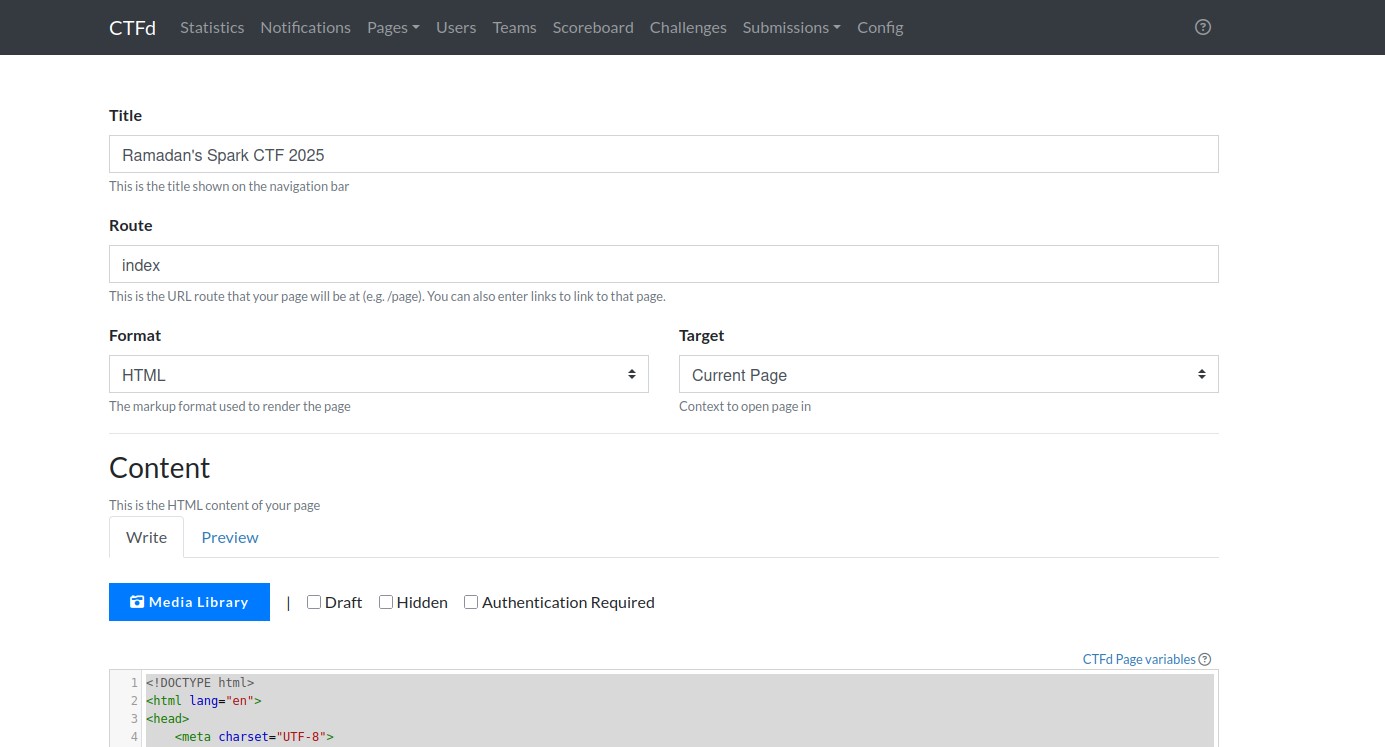 CTFd Statistics Notifications Pages Users Teams Scoreboard Challenges Submissions Config
Title
Ramadan's Spark CTF 2025
This is the title shown on the navigation bar
Route
index
This is the URL route that your page will be at (e.g. /page). You can also enter links to link to that page.
Format Target
HTML Current Page
The markup format used to render the page Context to open page in
Content
This is the HTML content of your page
Write Preview
Media Library | Draft Hidden Authentication Required
CTFd Page variables
1 <!DOCTYPE html>
2 <html lang="en">
3 <head>
4     <meta charset="UTF-8">